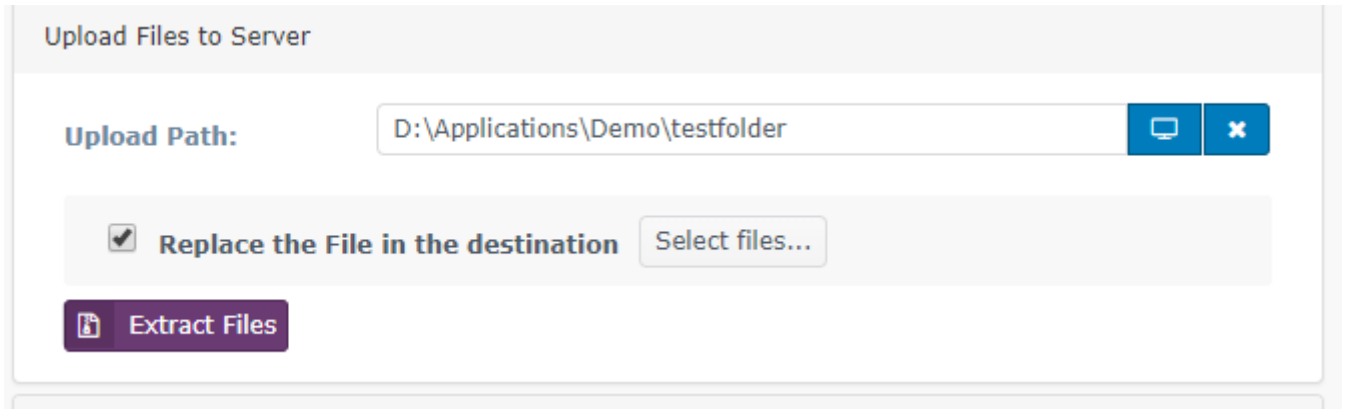 Upload Files to Server
Upload Path: D:\Applications\Demo\testfolder
Replace the File in the destination Select files...
Extract Files